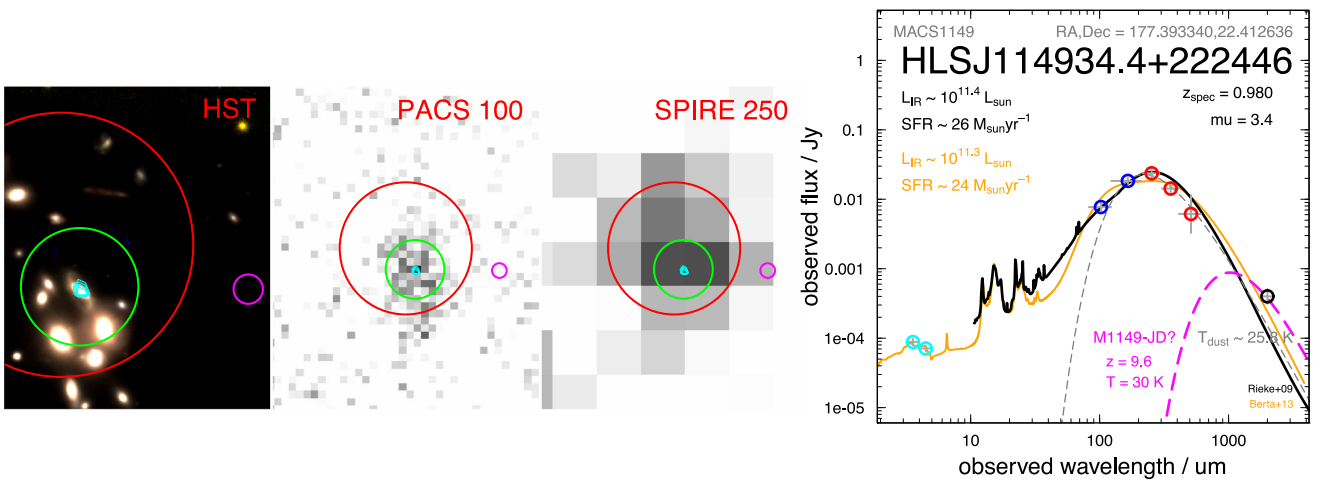 HST
PACS 100
SPIRE 250
MACS1149
RA,Dec = 177.393340,22.412636
HLSJ114934.4+222446
L_IR ~ 10^11.4 L_sun
z_spec = 0.980
SFR ~ 26 M_sun yr^−1
mu = 3.4
L_IR ~ 10^11.3 L_sun
SFR ~ 24 M_sun yr^−1
observed flux / Jy
1
0.1
0.01
0.001
1e-04
1e-05
M1149-JD?
T_dust ~ 25.8 K
z = 9.6
T = 30 K
Rieke+09
Berta+13
10
100
1000
observed wavelength / um